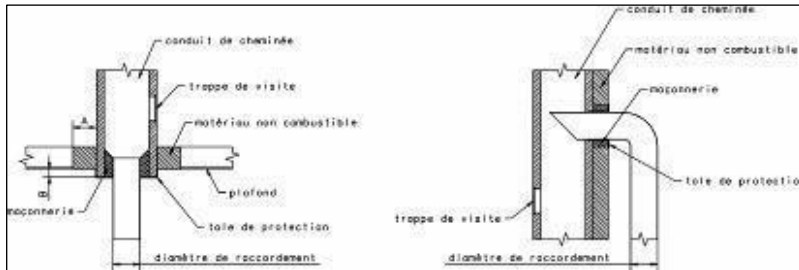 conduit de cheminée
trappe de visite
matériau non combustible
A
B
plafond
maçonnerie
tole de protection
diamètre de raccordement
conduit de cheminée
matériau non combustible
maçonnerie
tole de protectio
trappe de visite
diamètre de raccordement